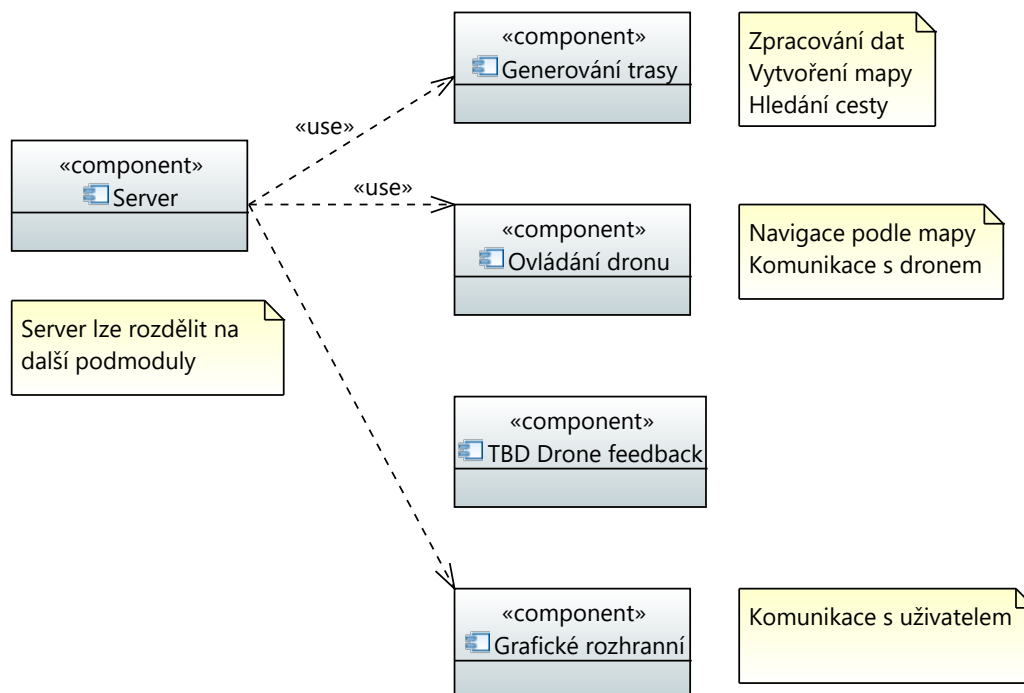 «component»
Generování trasy
Zpracování dat
Vytvoření mapy
Hledání cesty
«use»
«component»
Server
«use»
«component»
Ovládání dronu
Navigace podle mapy
Komunikace s dronem
Server lze rozdělit na
další podmoduly
«component»
TBD Drone feedback
«component»
Grafické rozhranní
Komunikace s uživatelem